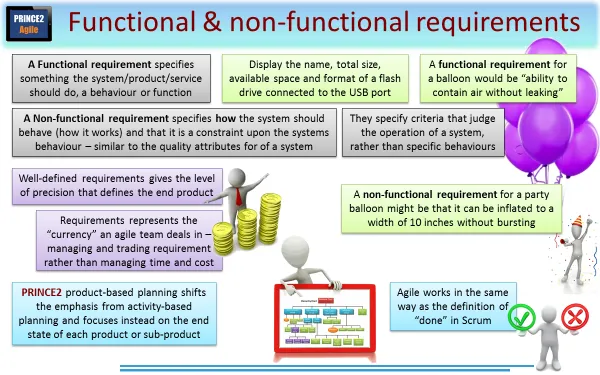 PRINCE2
Agile
Functional & non-functional requirements
A Functional requirement specifies
something the system/product/service
should do, a behaviour or function
Display the name, total size,
available space and format of a flash
drive connected to the USB port
A functional requirement for
a balloon would be “ability to
contain air without leaking”
A Non-functional requirement specifies how the system should
behave (how it works) and that it is a constraint upon the systems
behaviour – similar to the quality attributes for of a system
They specify criteria that judge
the operation of a system,
rather than specific behaviours
Well-defined requirements gives the level
of precision that defines the end product
A non-functional requirement for a party
balloon might be that it can be inflated to a
width of 10 inches without bursting
Requirements represents the
“currency” an agile team deals in –
managing and trading requirement
rather than managing time and cost
PRINCE2 product-based planning shifts
the emphasis from activity-based
planning and focuses instead on the end
state of each product or sub-product
Agile works in the same
way as the definition of
“done” in Scrum